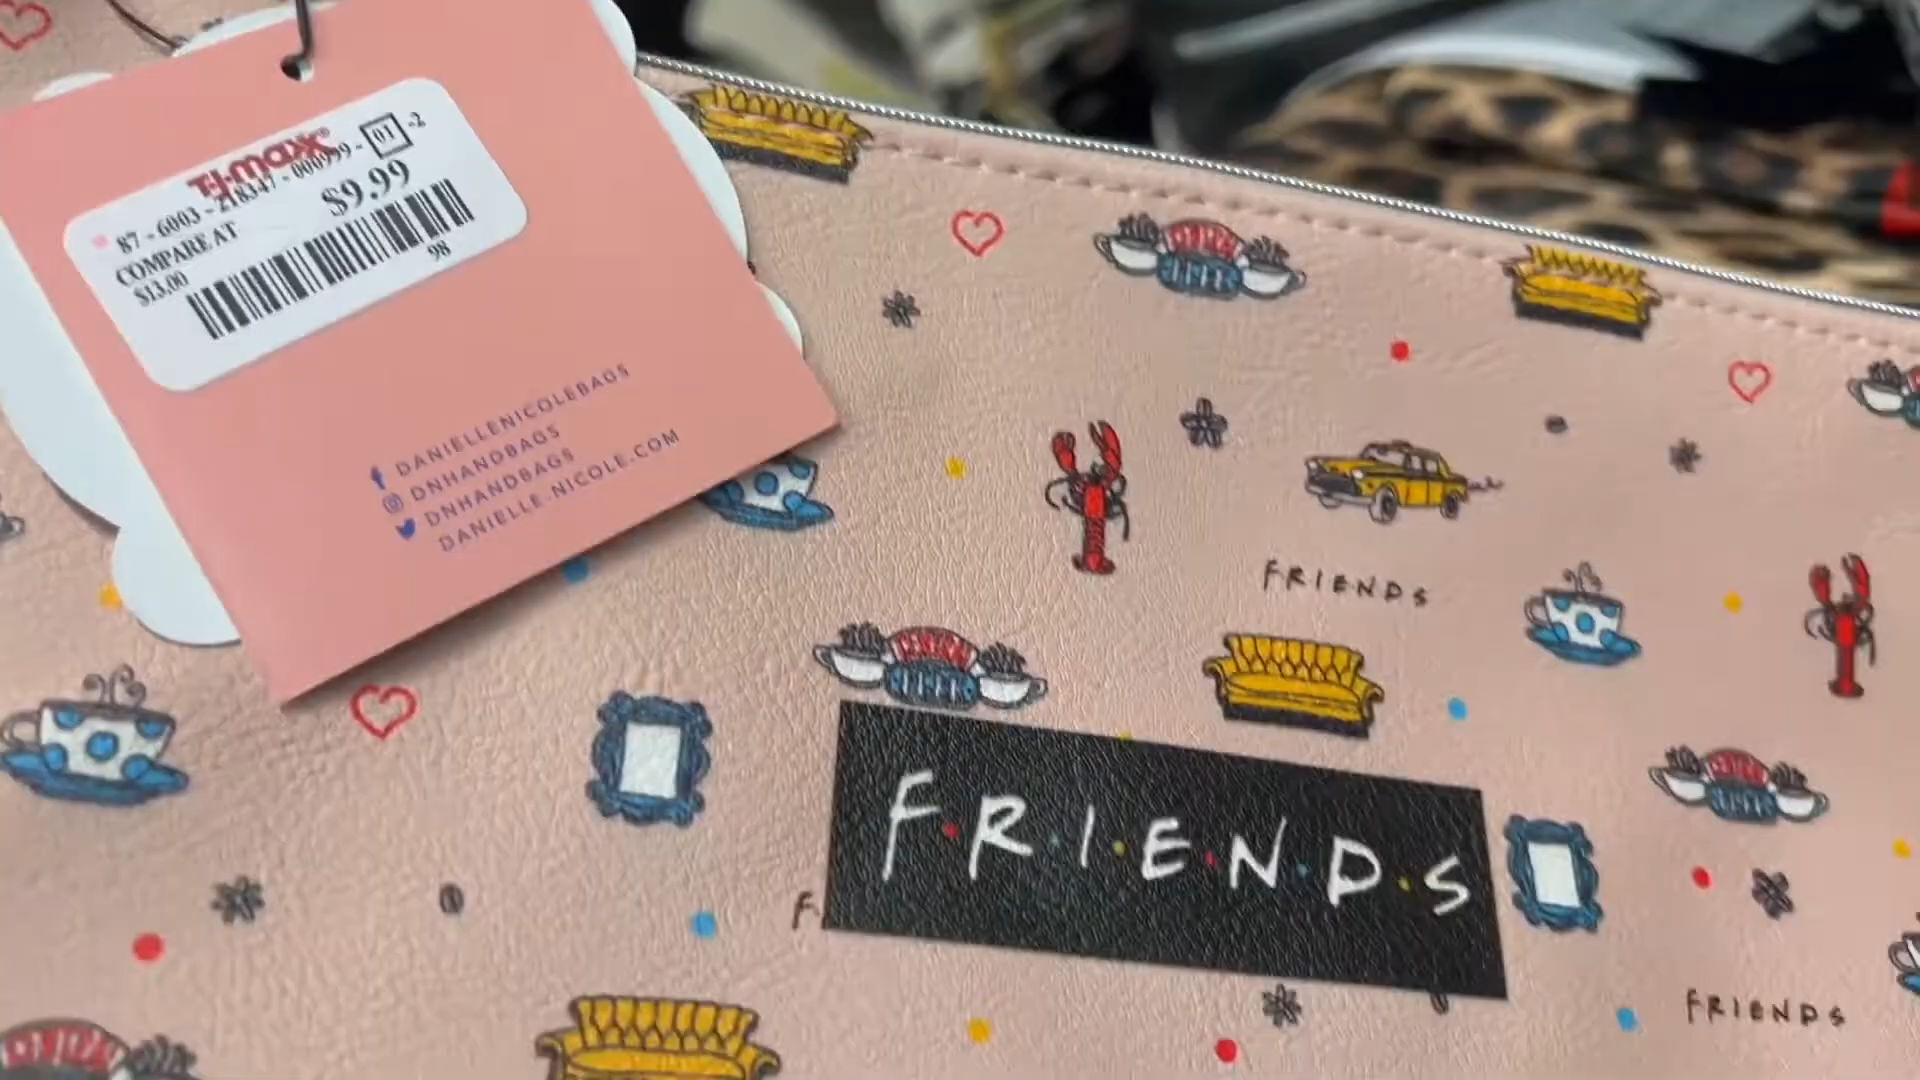 T.J.maxx®
87 - 6003 - 218347 - 000999 - 01 -2
COMPARE AT $9.99
$13.00
98
DANIELLENICOLEBAGS
DNHANDBAGS
DNHANDBAGS
DANIELLE-NICOLE.COM
FRIENDS
F
F·R·I·E·N·D·S
FRIENDS